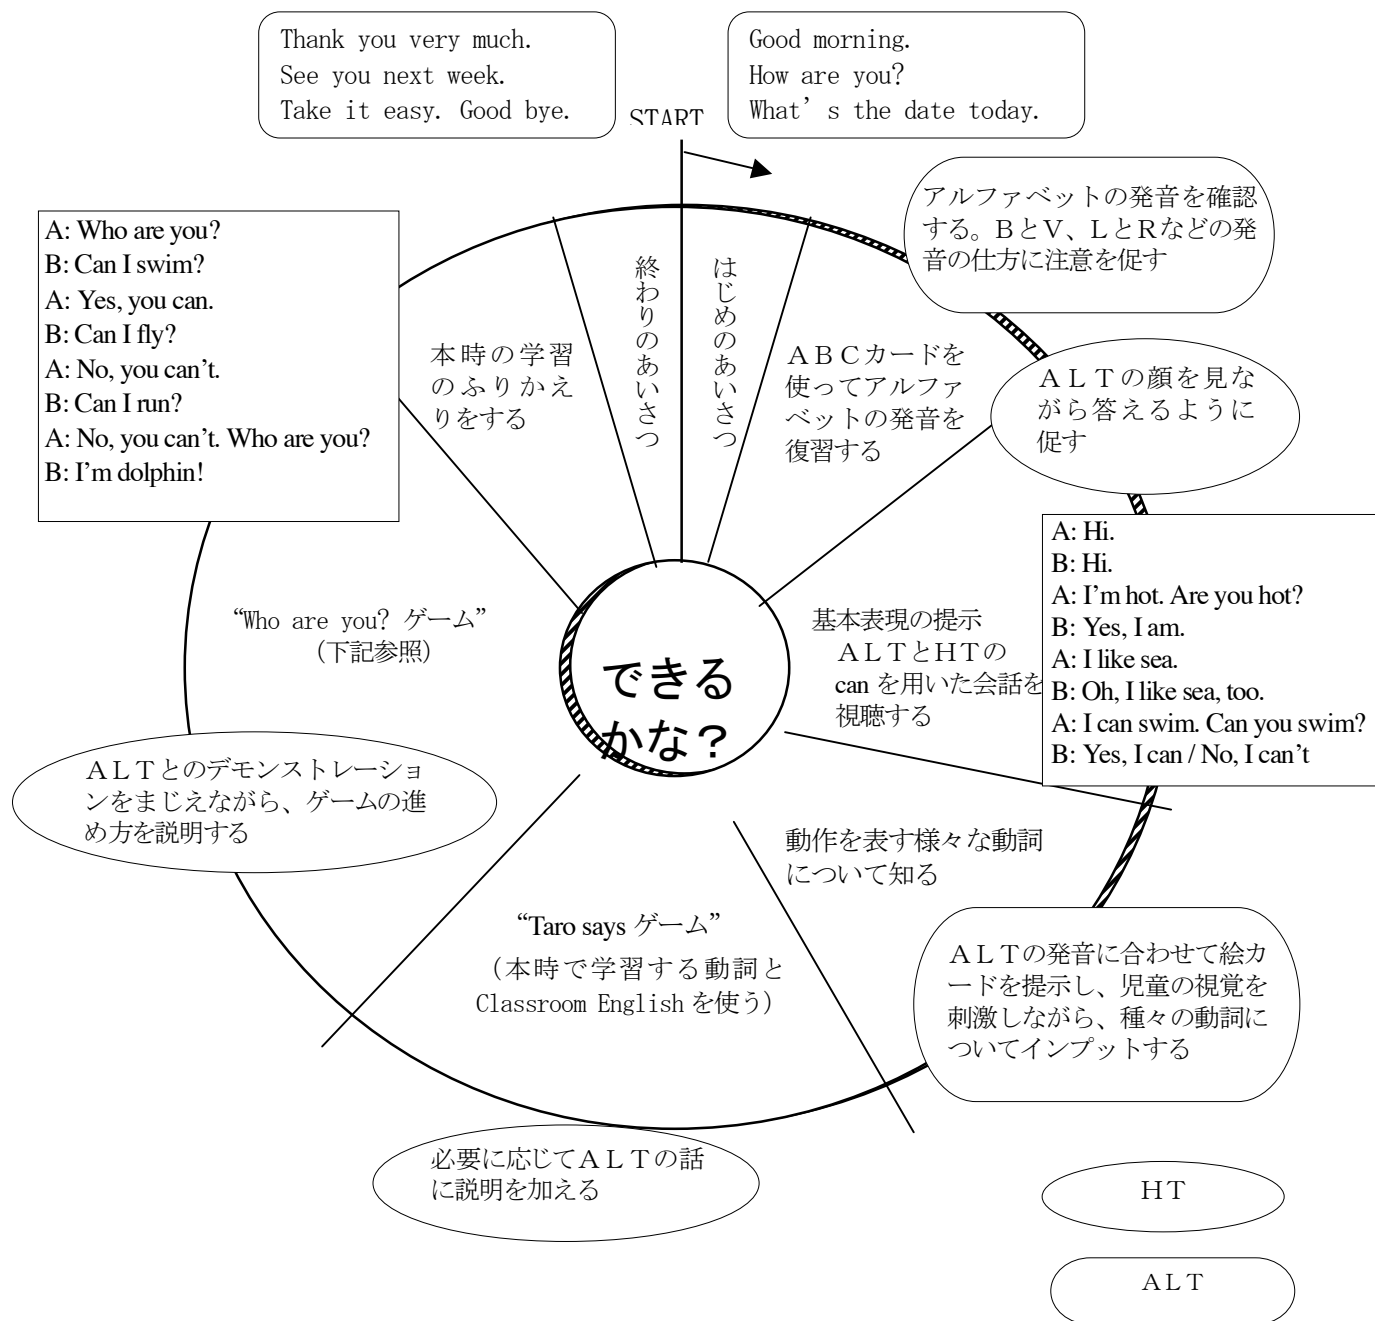 Thank you very much.
See you next week.
Take it easy. Good bye.
START
Good morning.
How are you?
What’s the date today.
アルファベットの発音を確認
する。BとV、LとRなどの発
音の仕方に注意を促す
A: Who are you?
B: Can I swim?
A: Yes, you can.
B: Can I fly?
A: No, you can't.
B: Can I run?
A: No, you can't. Who are you?
B: I'm dolphin!
本時の学習
のふりかえ
りをする
終わりのあいさつ
はじめのあいさつ
ABCカードを
使ってアルファ
ベットの発音を
復習する
ALTの顔を見な
がら答えるように
促す
A: Hi.
B: Hi.
A: I'm hot. Are you hot?
B: Yes, I am.
A: I like sea.
B: Oh, I like sea, too.
A: I can swim. Can you swim?
B: Yes, I can / No, I can't
“Who are you? ゲーム”
(下記参照)
できる
かな?
基本表現の提示
ALTとHTの
can を用いた会話を
視聴する
ALTとのデモンストレーショ
ンをまじえながら、ゲームの進
め方を説明する
動作を表す様々な動詞
について知る
“Taro says ゲーム”
(本時で学習する動詞と
Classroom English を使う)
ALTの発音に合わせて絵カ
ードを提示し、児童の視覚を
刺激しながら、種々の動詞に
ついてインプットする
必要に応じてALTの話
に説明を加える
HT
ALT